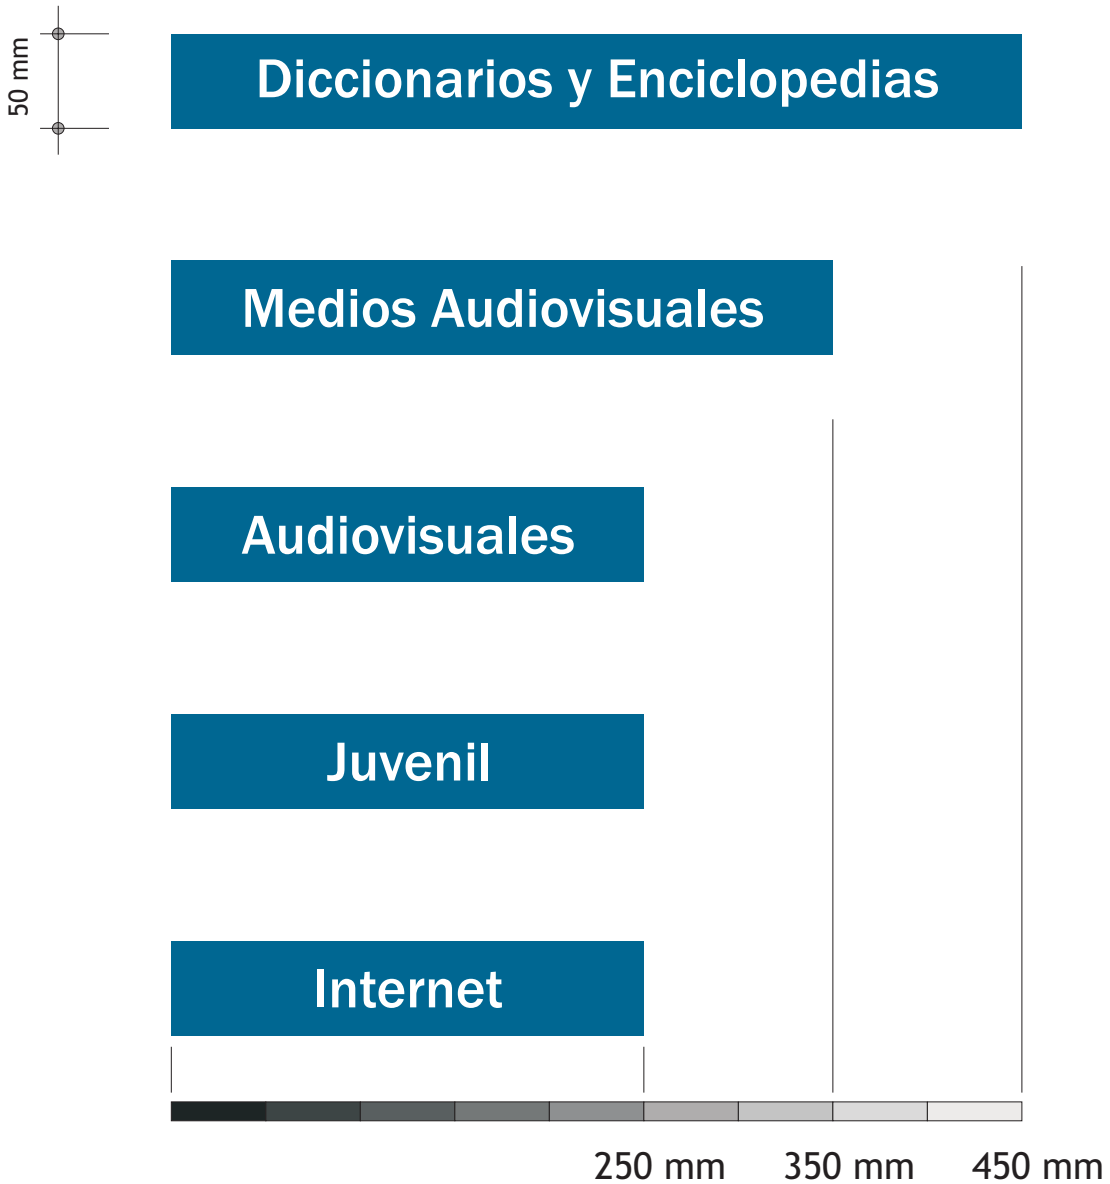 50 mm
Diccionarios y Enciclopedias
Medios Audiovisuales
Audiovisuales
Juvenil
Internet
250 mm
350 mm
450 mm